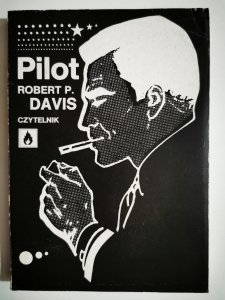 Pilot
ROBERT P.
DAVIS
CZYTELNIK